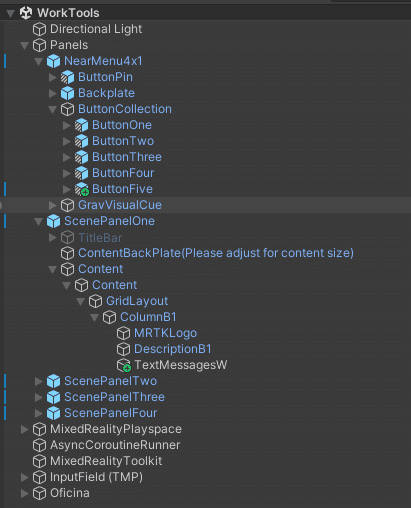 WorkTools
Directional Light
Panels
NearMenu4x1
ButtonPin
Backplate
ButtonCollection
ButtonOne
ButtonTwo
ButtonThree
ButtonFour
ButtonFive
GravVisualCue
ScenePanelOne
TitleBar
ContentBackPlate(Please adjust for content size)
Content
Content
GridLayout
ColumnB1
MRTKLogo
DescriptionB1
TextMessagesW
ScenePanelTwo
ScenePanelThree
ScenePanelFour
MixedRealityPlayspace
AsyncCoroutineRunner
MixedRealityToolkit
InputField (TMP)
Oficina